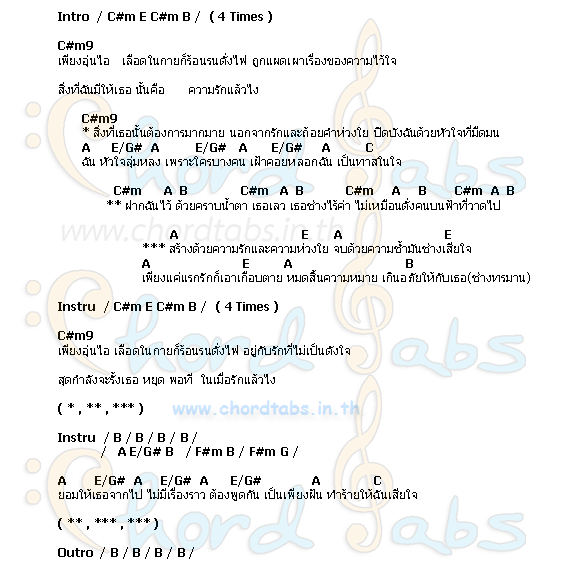 Intro / C#m E C#m B / ( 4 Times )
C#m9
เพียงอุ่นไอ เลือดในกายก็ร้อนรนดั่งไฟ ถูกแผดเผาเรื่องของความไว้ใจ
สิ่งที่ฉันมีให้เธอ นั้นคือ ความรักแล้วไง
C#m9
* สิ่งที่เธอนั้นต้องการมากมาย นอกจากรักและถ้อยคำห่วงใย ปิดบังฉันด้วยหัวใจที่มืดมน
A E/G# A E/G# A E/G# A C
ฉัน หัวใจลุ่มหลง เพราะใครบางคน เฝ้าคอยหลอกฉัน เป็นทาสในใจ
C#m A B C#m A B C#m A B C#m A B
** ฝากฉันไว้ ด้วยคราบน้ำตา เธอเลว เธอช่างไร้ค่า ไม่เหมือนดั่งคนบนฟ้าที่วาดไป
www.chordtabs.in.th
A E A E
*** สร้างด้วยความรักและความห่วงใย จบด้วยความช้ำมันช่างเสียใจ
A E A B
เพียงแค่แรกรักก็เอาเกือบตาย หมดสิ้นความหมาย เกินอภัยให้กับเธอ(ช่างทรมาน)
Instru / C#m E C#m B / ( 4 Times )
C#m9
เพียงอุ่นไอ เลือดในกายก็ร้อนรนดั่งไฟ อยู่กับรักที่ไม่เป็นดังใจ
สุดกำลังจะรั้งเธอ หยุด พอที ในเมื่อรักแล้วไง
( * , ** , *** )
www.chordtabs.in.th
Instru / B / B / B / B /
/ A E/G# B / F#m B / F#m G /
A E/G# A E/G# A E/G# A C
ยอมให้เธอจากไป ไม่มีเรื่องราว ต้องพูดกัน เป็นเพียงฝัน ทำร้ายให้ฉันเสียใจ
( ** , *** , *** )
Outro / B / B / B / B /
Chord Tabs
Chord Tabs
Chord Tabs